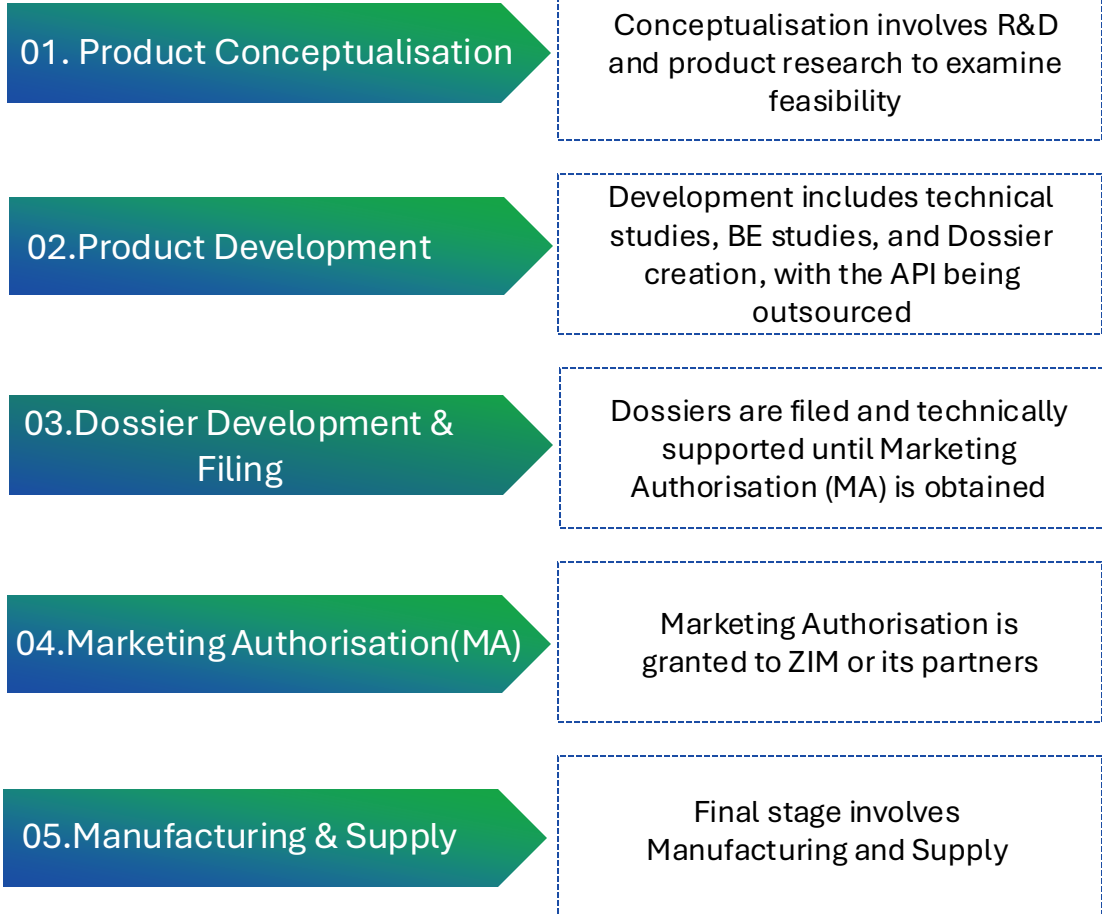 01. Product Conceptualisation
Conceptualisation involves R&D
and product research to examine
feasibility
02.Product Development
Development includes technical
studies, BE studies, and Dossier
creation, with the API being
outsourced
03.Dossier Development &
Filing
Dossiers are filed and technically
supported until Marketing
Authorisation (MA) is obtained
04.Marketing Authorisation(MA)
Marketing Authorisation is
granted to ZIM or its partners
05.Manufacturing & Supply
Final stage involves
Manufacturing and Supply